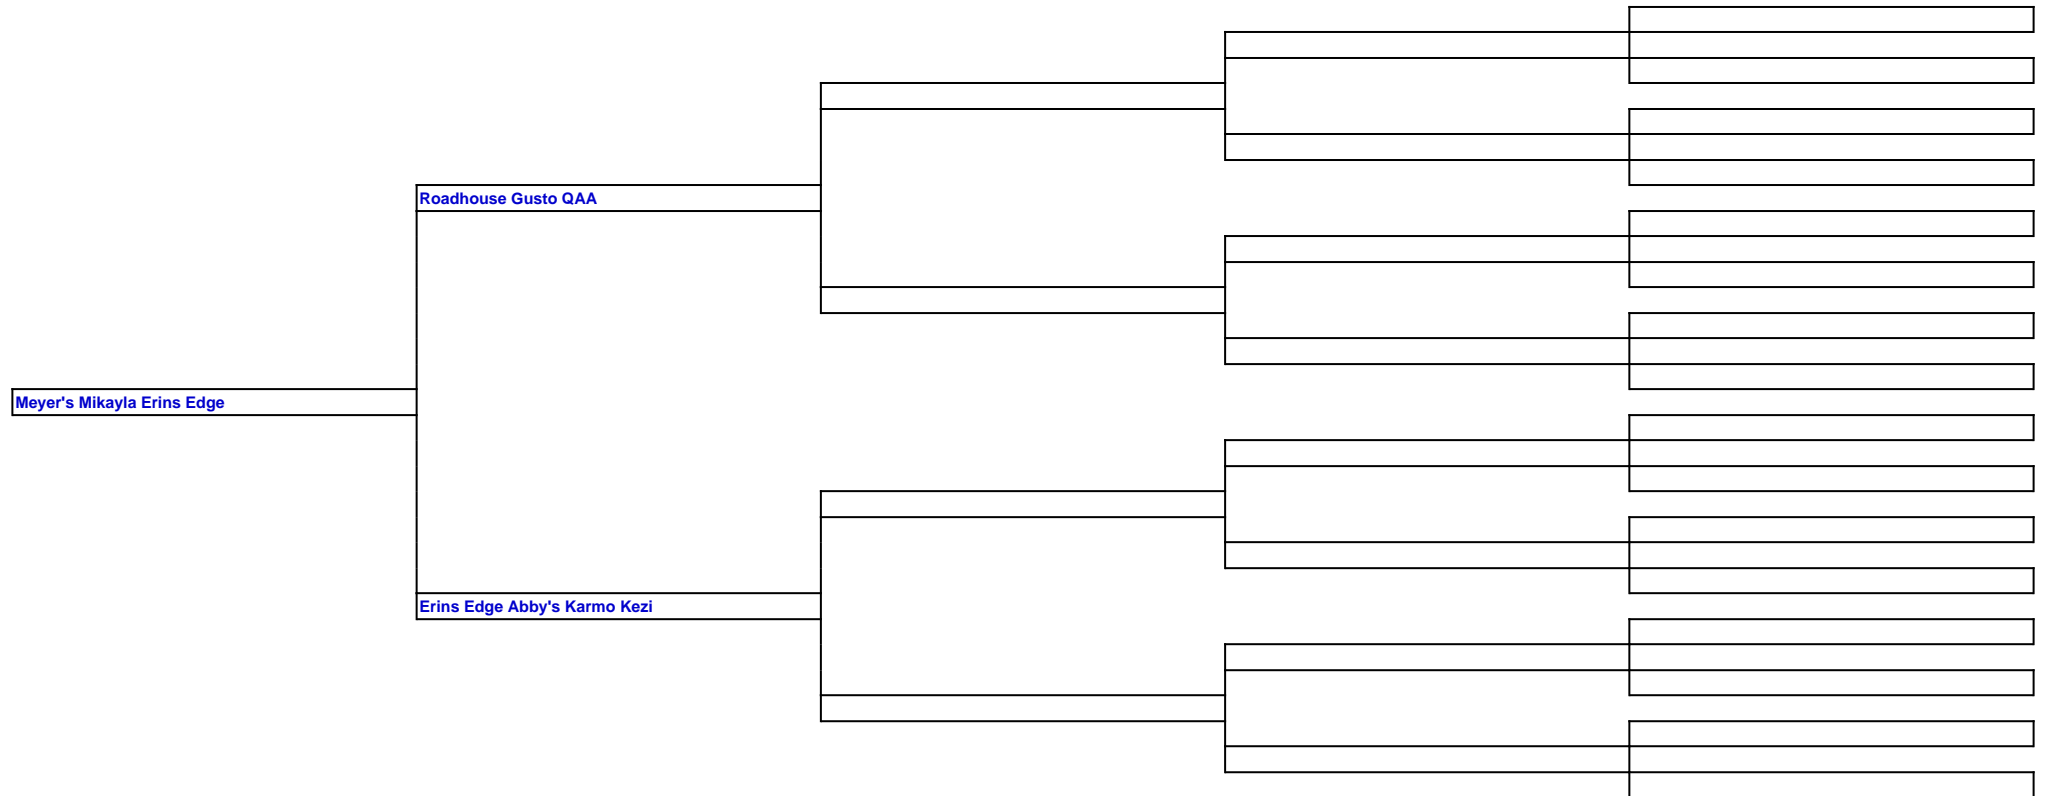 Roadhouse Gusto QAA
Meyer's Mikayla Erins Edge
Erins Edge Abby's Karmo Kezi